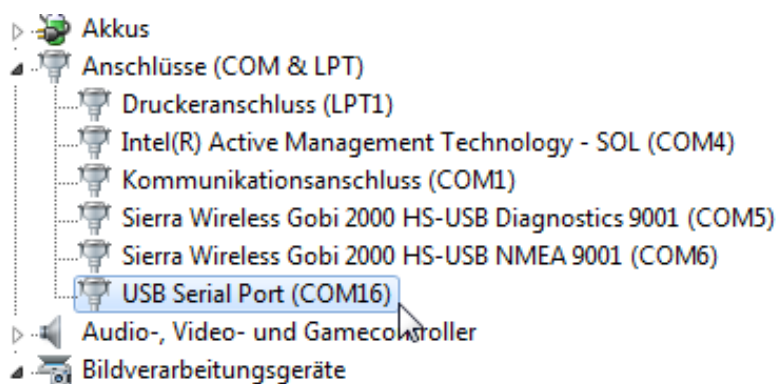 Akkus
Anschlüsse (COM & LPT)
Druckeranschluss (LPT1)
Intel(R) Active Management Technology - SOL (COM4)
Kommunikationsanschluss (COM1)
Sierra Wireless Gobi 2000 HS-USB Diagnostics 9001 (COM5)
Sierra Wireless Gobi 2000 HS-USB NMEA 9001 (COM6)
USB Serial Port (COM16)
Audio-, Video- und Gamecontroller
Bildverarbeitungsgeräte